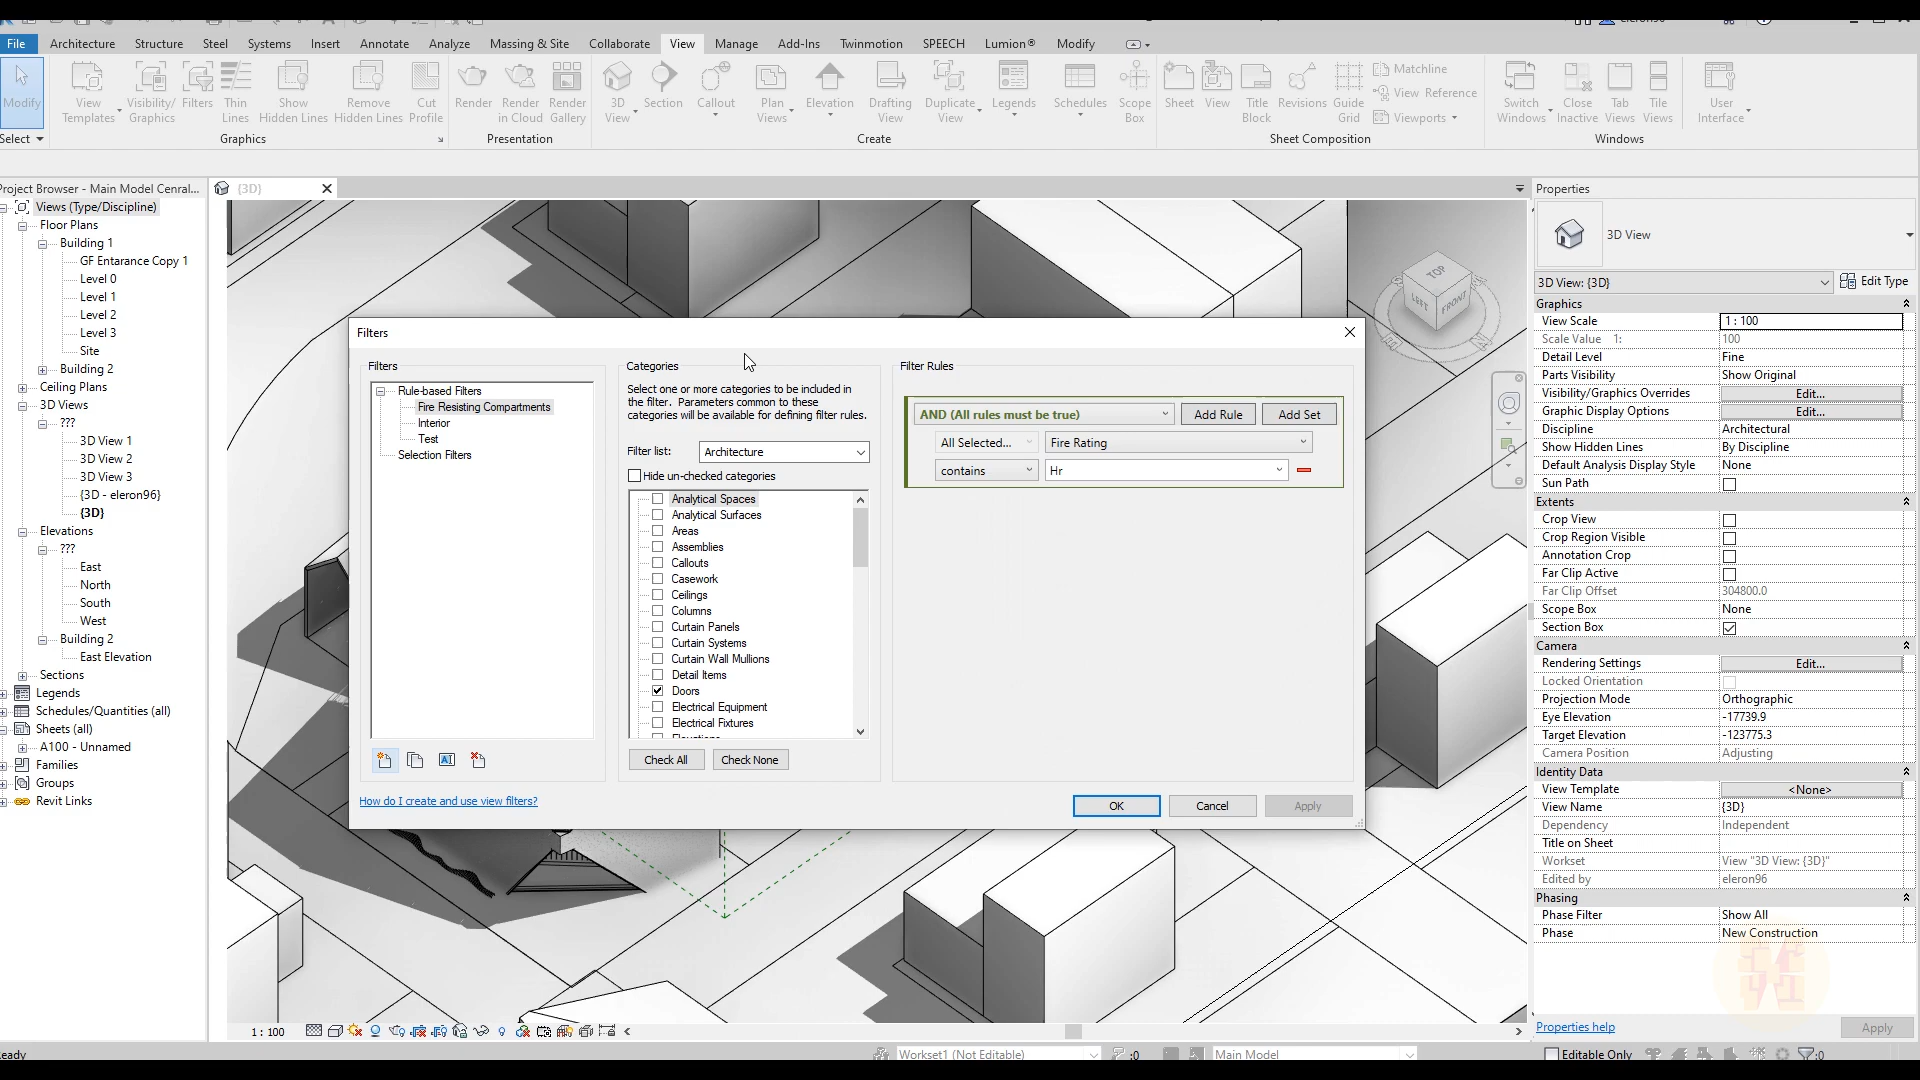 File Architecture Structure Steel Systems Insert Annotate Analyze Massing & Site Collaborate View Manage Add-Ins Twinmotion SPEECH Lumion® Modify
Modify
Select
View
Templates
Visibility/
Graphics
Filters
Thin
Lines
Show
Hidden Lines
Remove
Hidden Lines
Cut
Profile
Graphics
Render
Render
in Cloud
Render
Gallery
Presentation
3D
View
Section
Callout
Plan
Views
Elevation
Drafting
View
Duplicate
View
Legends
Schedules
Scope
Box
Create
Sheet
View
Title
Block
Revisions
Guide
Grid
Matchline
View Reference
Viewports
Sheet Composition
Switch
Windows
Close
Inactive
Tab
Views
Tile
Views
Windows
User
Interface
Project Browser - Main Model Cenral...
Views (Type/Discipline)
Floor Plans
Building 1
GF Entarance Copy 1
Level 0
Level 1
Level 2
Level 3
Site
Building 2
Ceiling Plans
3D Views
???
3D View 1
3D View 2
3D View 3
{3D - eleron96}
{3D}
Elevations
???
East
North
South
West
Building 2
East Elevation
Sections
Legends
Schedules/Quantities (all)
Sheets (all)
A100 - Unnamed
Families
Groups
Revit Links
{3D}
TOP
LEFT
FRONT
Filters
Filters
Rule-based Filters
Fire Resisting Compartments
Interior
Test
Selection Filters
How do I create and use view filters?
Categories
Select one or more categories to be included in
the filter. Parameters common to these
categories will be available for defining filter rules.
Filter list: Architecture
Hide un-checked categories
Analytical Spaces
Analytical Surfaces
Areas
Assemblies
Callouts
Casework
Ceilings
Columns
Curtain Panels
Curtain Systems
Curtain Wall Mullions
Detail Items
Doors
Electrical Equipment
Electrical Fixtures
Elevations
Check All Check None
Filter Rules
AND (All rules must be true) Add Rule Add Set
All Selected... Fire Rating
contains Hr
OK Cancel Apply
Properties
3D View
3D View: {3D} Edit Type
Graphics
View Scale 1 : 100
Scale Value 1: 100
Detail Level Fine
Parts Visibility Show Original
Visibility/Graphics Overrides Edit...
Graphic Display Options Edit...
Discipline Architectural
Show Hidden Lines By Discipline
Default Analysis Display Style None
Sun Path
Extents
Crop View
Crop Region Visible
Annotation Crop
Far Clip Active
Far Clip Offset 304800.0
Scope Box None
Section Box
Camera
Rendering Settings Edit...
Locked Orientation
Projection Mode Orthographic
Eye Elevation -17739.9
Target Elevation -123775.3
Camera Position Adjusting
Identity Data
View Template <None>
View Name {3D}
Dependency Independent
Title on Sheet
Workset View "3D View: {3D}"
Edited by eleron96
Phasing
Phase Filter Show All
Phase New Construction
Properties help Apply
1 : 100
eady
Workset1 (Not Editable) :0 Main Model Editable Only :0